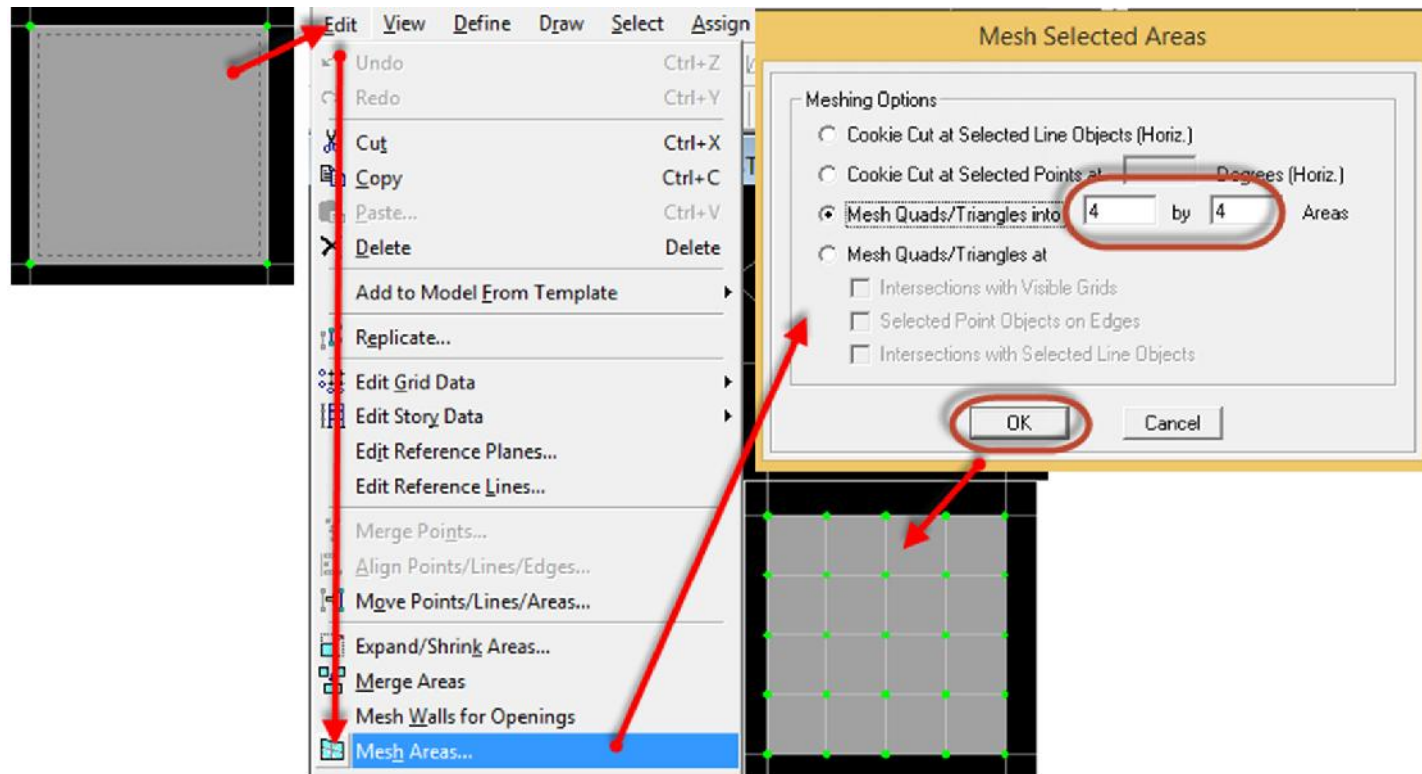 Edit View Define Draw Select Assign
Undo Ctrl+Z
Redo Ctrl+Y
Cut Ctrl+X
Copy Ctrl+C
Paste... Ctrl+V
Delete Delete
Add to Model From Template
Replicate...
Edit Grid Data
Edit Story Data
Edit Reference Planes...
Edit Reference Lines...
Merge Points...
Align Points/Lines/Edges...
Move Points/Lines/Areas...
Expand/Shrink Areas...
Merge Areas
Mesh Walls for Openings
Mesh Areas...
Mesh Selected Areas
Meshing Options
Cookie Cut at Selected Line Objects (Horiz.)
Cookie Cut at Selected Points at Degrees (Horiz.)
Mesh Quads/Triangles into 4 by 4 Areas
Mesh Quads/Triangles at
Intersections with Visible Grids
Selected Point Objects on Edges
Intersections with Selected Line Objects
OK Cancel